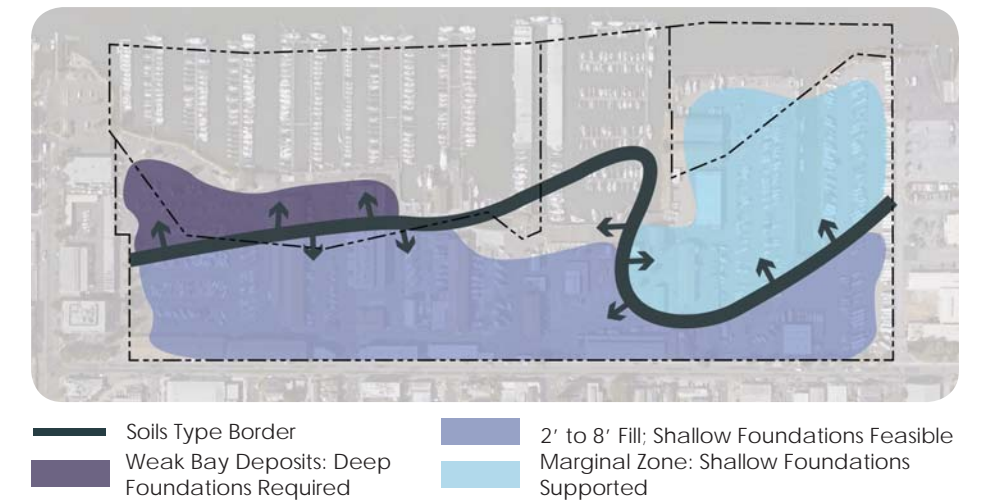 Soils Type Border
Weak Bay Deposits: Deep
Foundations Required
2' to 8' Fill; Shallow Foundations Feasible
Marginal Zone: Shallow Foundations
Supported